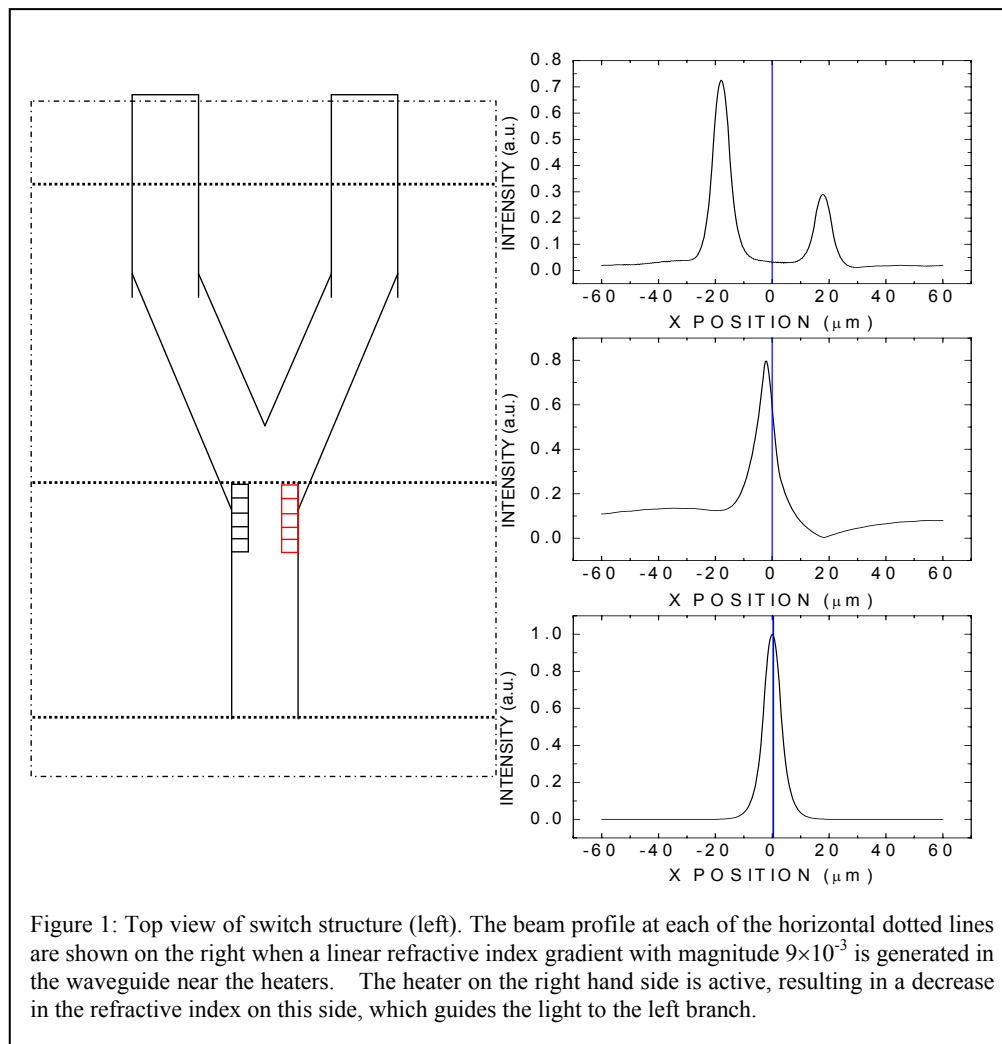 0.8
0.7
0.6
0.5
0.4
0.3
0.2
0.1
0.0
INTENSITY (a.u.)
-60 -40 -20 0 20 40 60
X POSITION (μm)
0.8
0.6
0.4
0.2
0.0
INTENSITY (a.u.)
-60 -40 -20 0 20 40 60
X POSITION (μm)
1.0
0.8
0.6
0.4
0.2
0.0
INTENSITY (a.u.)
-60 -40 -20 0 20 40 60
X POSITION (μm)
Figure 1: Top view of switch structure (left). The beam profile at each of the horizontal dotted lines
are shown on the right when a linear refractive index gradient with magnitude 9×10⁻³ is generated in
the waveguide near the heaters. The heater on the right hand side is active, resulting in a decrease
in the refractive index on this side, which guides the light to the left branch.